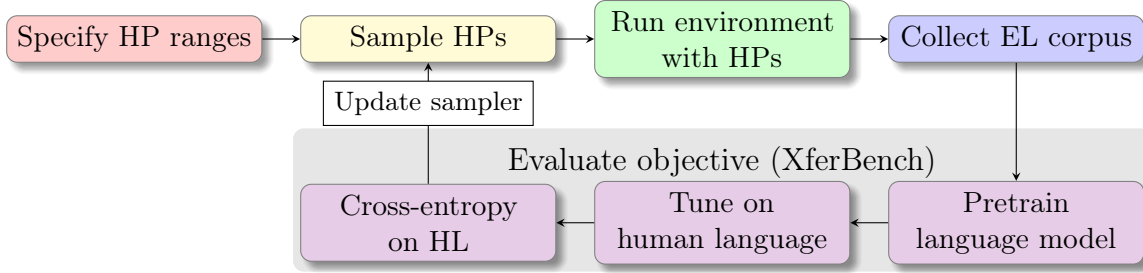 Specify HP ranges
Sample HPs
Run environment
with HPs
Collect EL corpus
Update sampler
Evaluate objective (XferBench)
Cross-entropy
on HL
Tune on
human language
Pretrain
language model